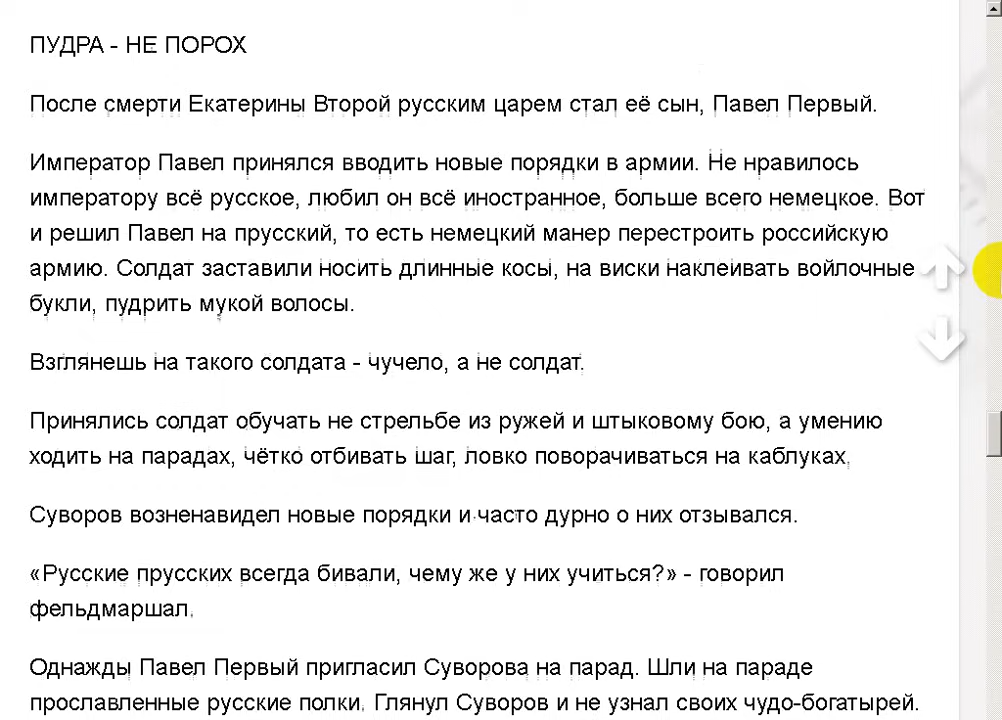 ПУДРА - НЕ ПОРОХ
После смерти Екатерины Второй русским царем стал её сын, Павел Первый.
Император Павел принялся вводить новые порядки в армии. Не нравилось
императору всё русское, любил он всё иностранное, больше всего немецкое. Вот
и решил Павел на прусский, то есть немецкий манер перестроить российскую
армию. Солдат заставили носить длинные косы, на виски наклеивать войлочные
букли, пудрить мукой волосы.
Взглянешь на такого солдата - чучело, а не солдат.
Принялись солдат обучать не стрельбе из ружей и штыковому бою, а умению
ходить на парадах, чётко отбивать шаг, ловко поворачиваться на каблуках,
Суворов возненавидел новые порядки и часто дурно о них отзывался.
«Русские прусских всегда бивали, чему же у них учиться?» - говорил
фельдмаршал.
Однажды Павел Первый пригласил Суворова на парад. Шли на параде
прославленные русские полки. Глянул Суворов и не узнал своих чудо-богатырей.